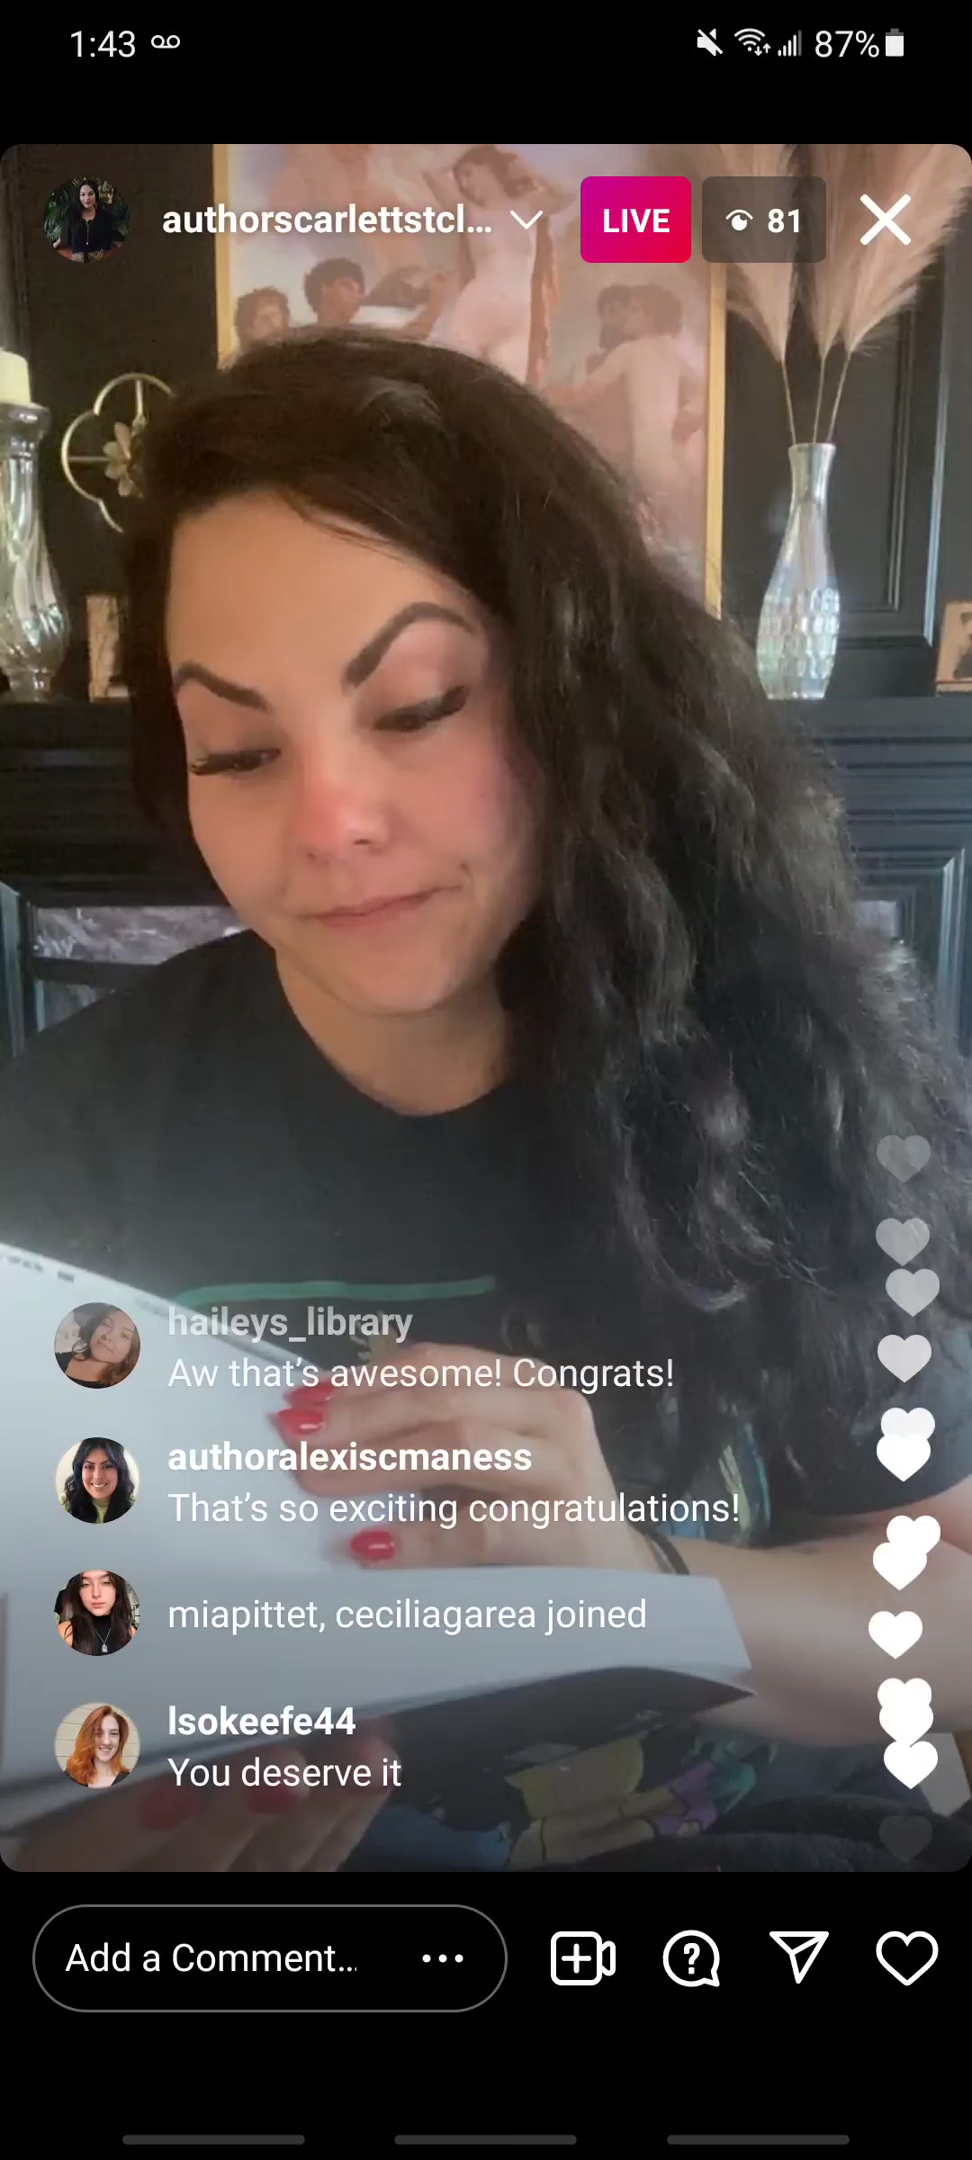 1:43
87%
authorscarlettstcl...
LIVE
81
haileys_library
Aw that's awesome! Congrats!
authoralexiscmaness
That's so exciting congratulations!
miapittet, ceciliagarea joined
lsokeefe44
You deserve it
Add a Comment...